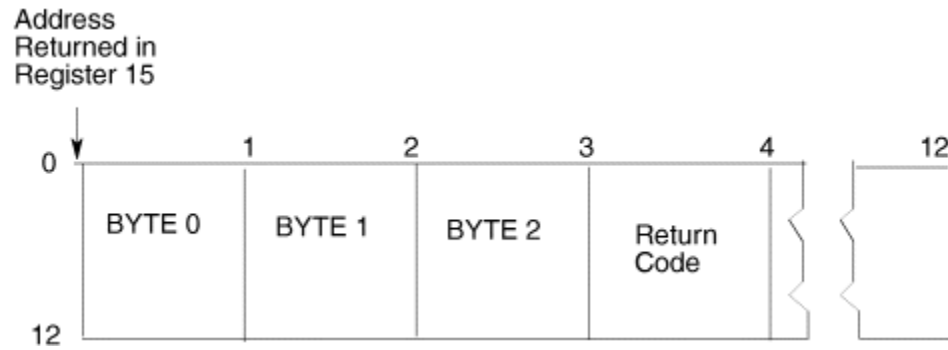 Address
Returned in
Register 15
0 1 2 3 4 12
BYTE 0 BYTE 1 BYTE 2 Return
Code
12